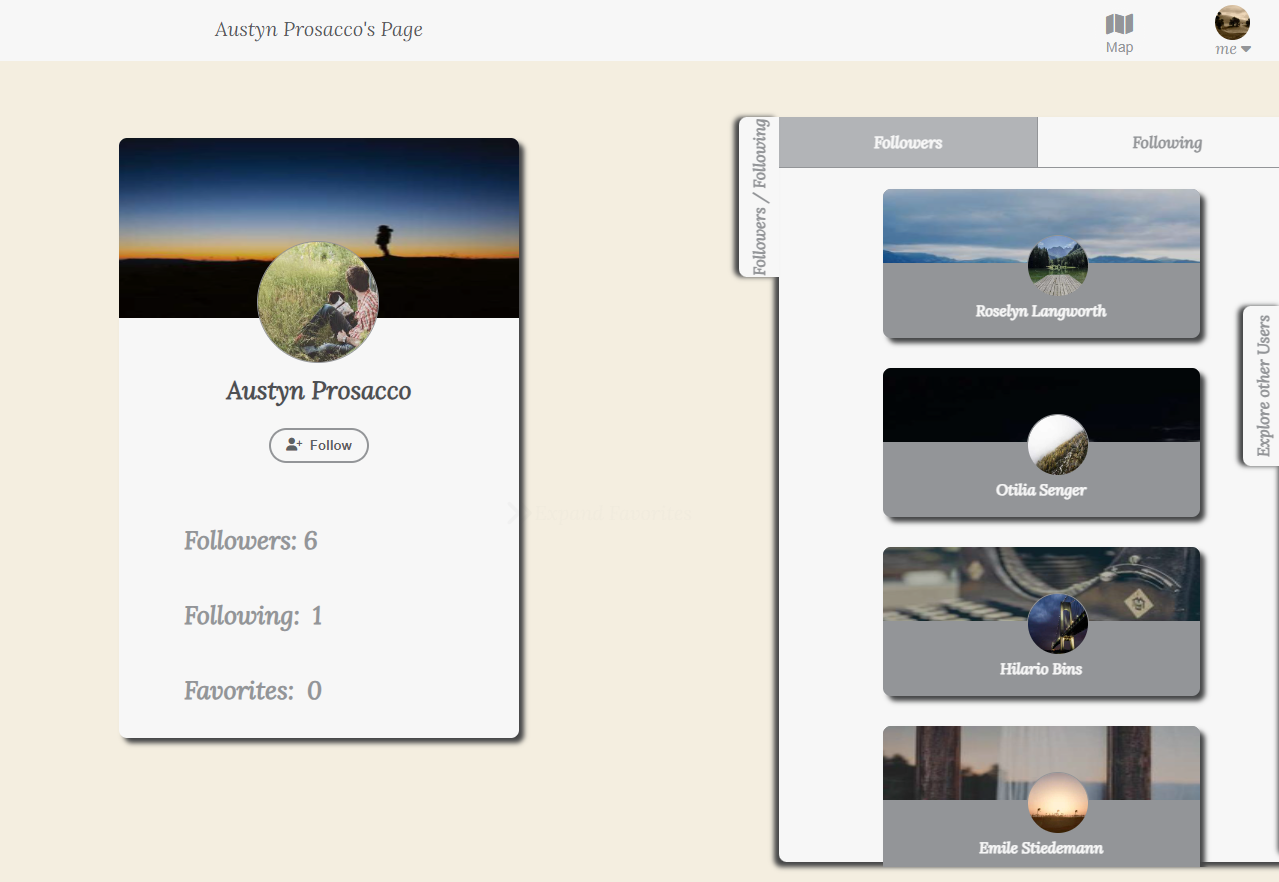 Austyn Prosacco's Page
Map
me
Followers / Following
Followers
Following
Roselyn Langworth
Otilia Senger
Hilario Bins
Emile Stiedemann
Explore other Users
Austyn Prosacco
Follow
Followers: 6
Following: 1
Favorites: 0
Expand Favorites